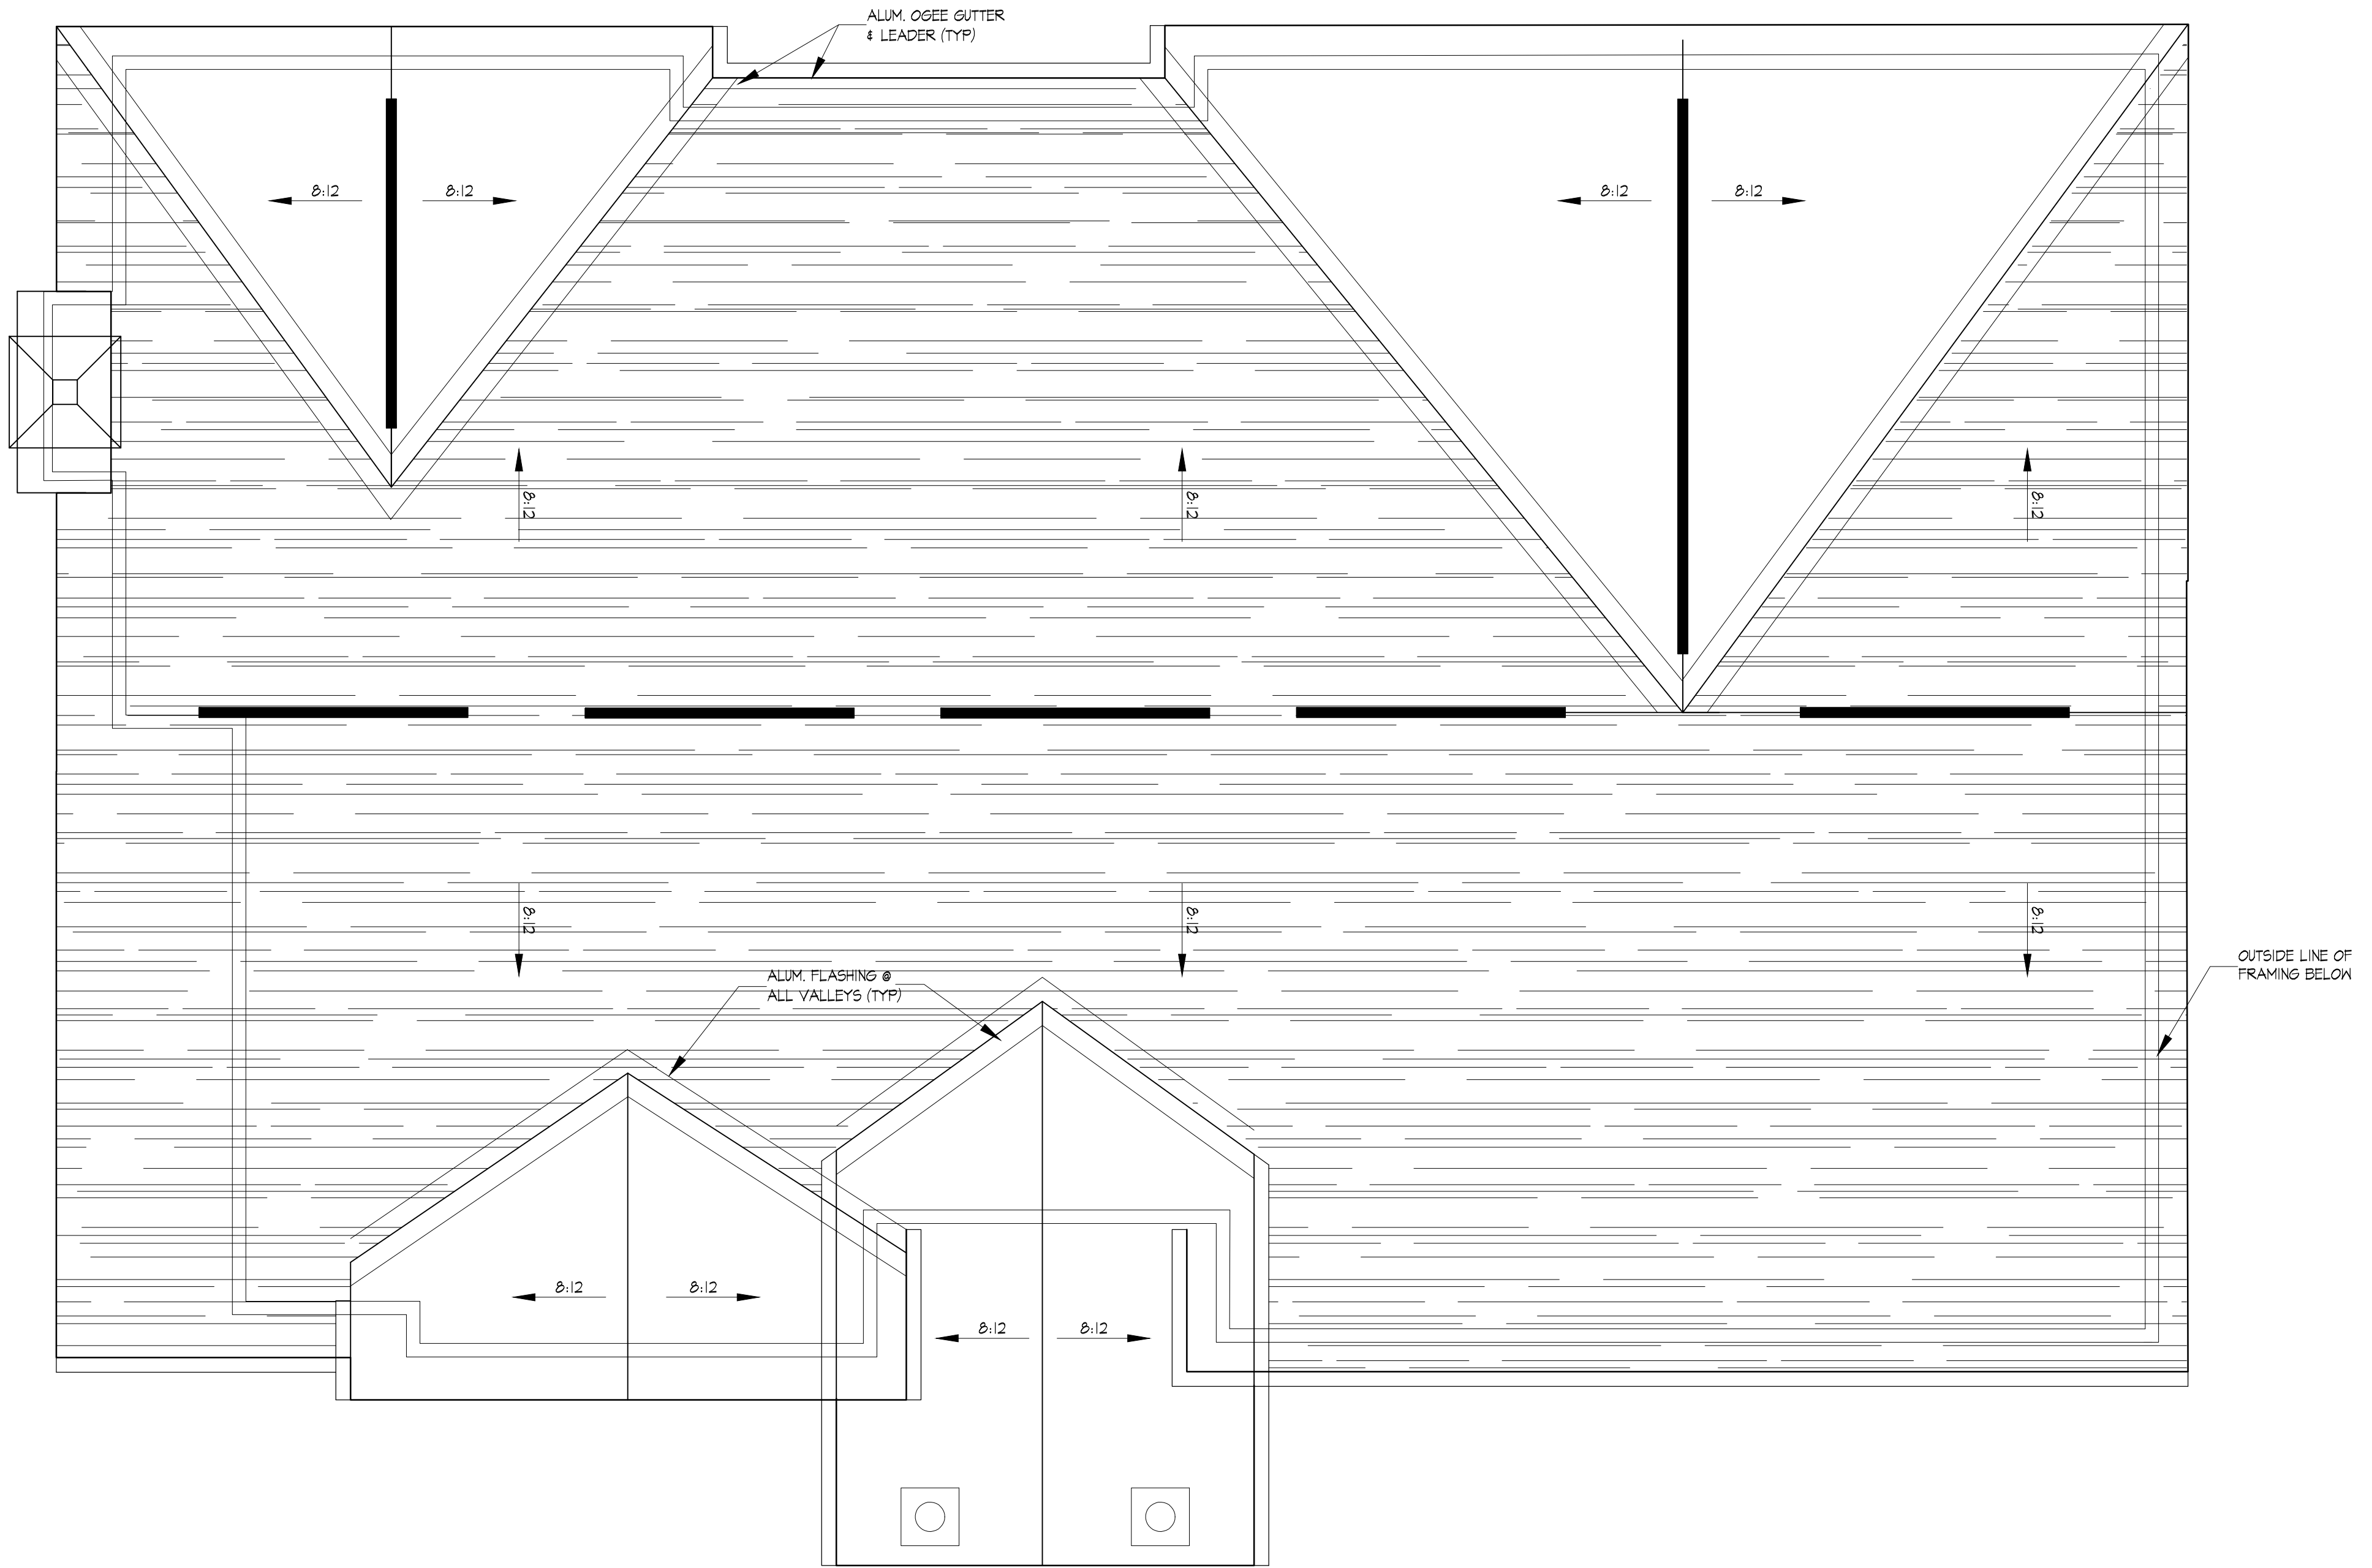 ALUM. OGEE GUTTER
& LEADER (TYP)
8:12
8:12
8:12
8:12
8:12
8:12
8:12
8:12
8:12
8:12
OUTSIDE LINE OF
FRAMING BELOW
ALUM. FLASHING @
ALL VALLEYS (TYP)
8:12
8:12
8:12
8:12